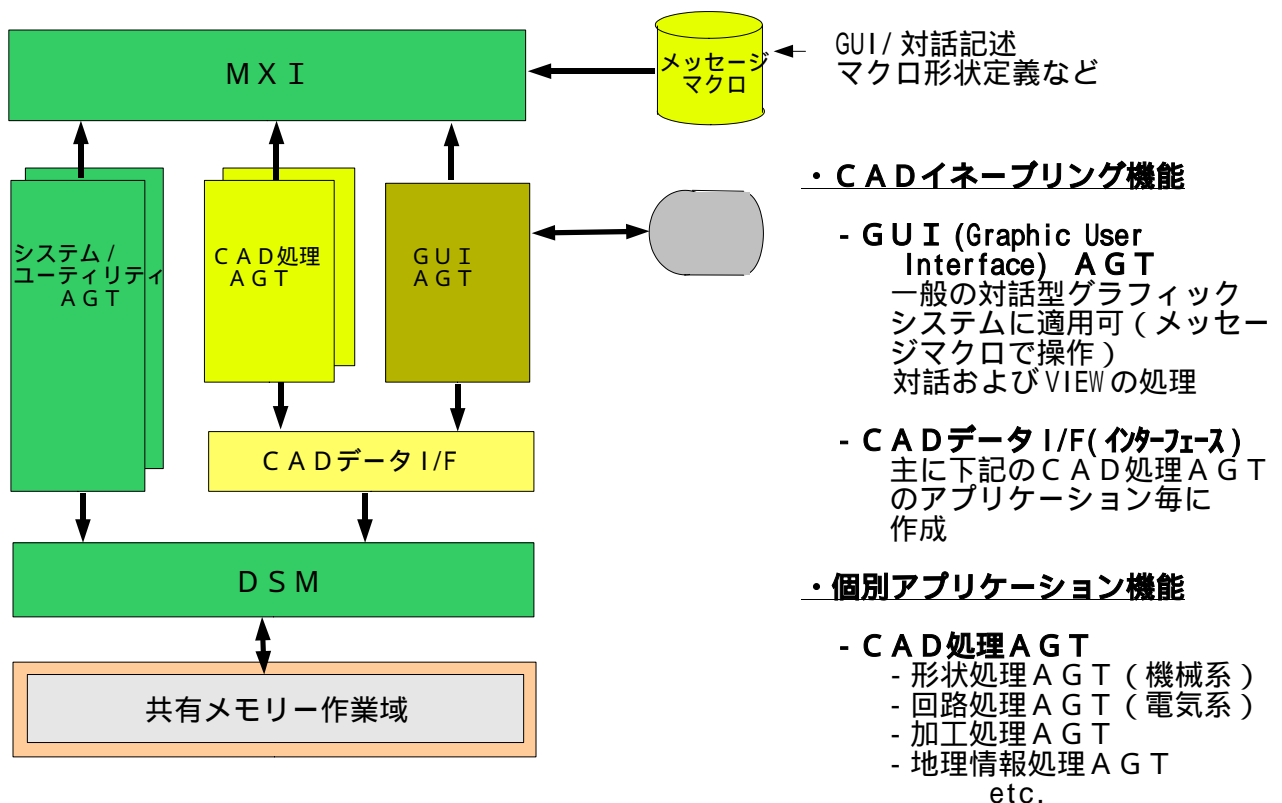 MXI
メッセージ
マクロ
GUI/対話記述
マクロ形状定義など
システム/
ユーティリティ
AGT
CAD処理
AGT
GUI
AGT
CADデータI/F
DSM
共有メモリー作業域
・CADイネーブリング機能
- GUI (Graphic User
Interface) AGT
一般の対話型グラフィック
システムに適用可(メッセー
ジマクロで操作)
対話およびVIEWの処理
- CADデータI/F(インターフェース)
主に下記のCAD処理AGT
のアプリケーション毎に
作成
・個別アプリケーション機能
- CAD処理AGT
- 形状処理AGT(機械系)
- 回路処理AGT(電気系)
- 加工処理AGT
- 地理情報処理AGT
etc.